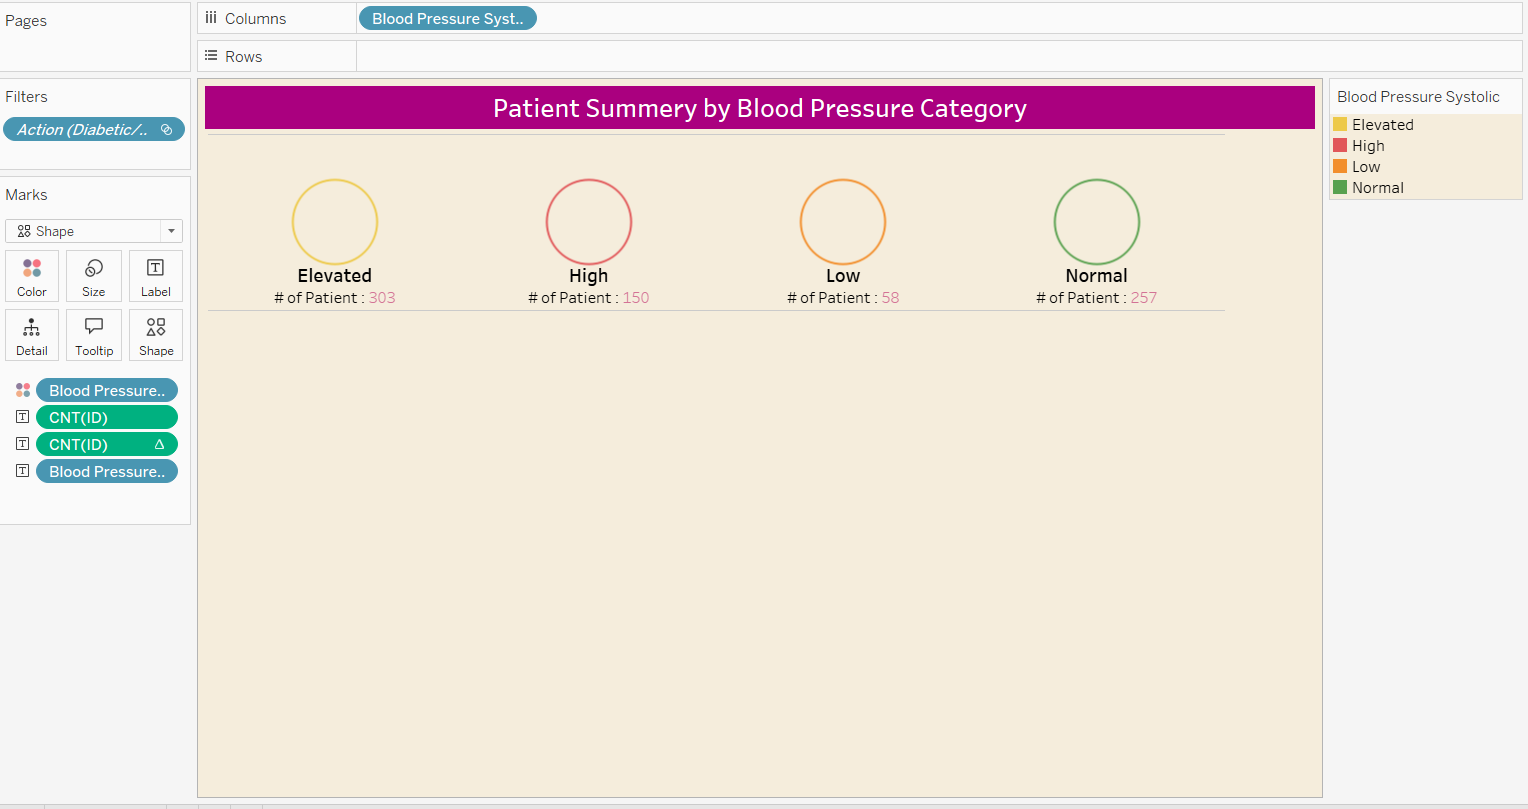 Pages
Columns
Blood Pressure Syst..
Rows
Filters
Action (Diabetic/..
Marks
Shape
Color
Size
Label
Detail
Tooltip
Shape
Blood Pressure..
CNT(ID)
CNT(ID) Δ
Blood Pressure..
Patient Summery by Blood Pressure Category
Elevated
# of Patient : 303
High
# of Patient : 150
Low
# of Patient : 58
Normal
# of Patient : 257
Blood Pressure Systolic
Elevated
High
Low
Normal